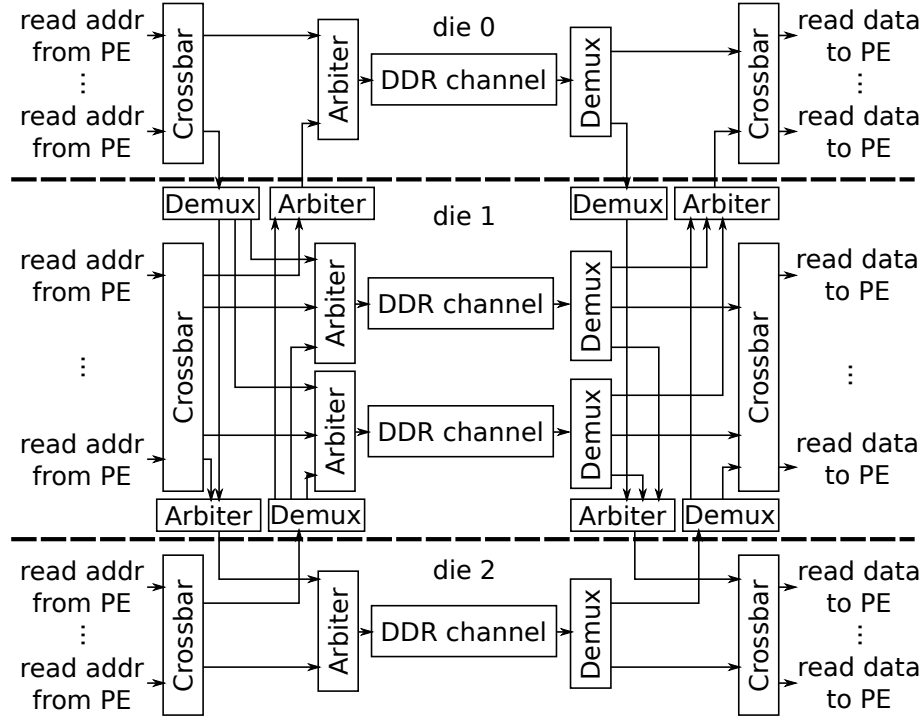 read addr
from PE
...
read addr
from PE
Crossbar
Arbiter
die 0
DDR channel
Demux
Crossbar
read data
to PE
...
read data
to PE
Demux
Arbiter
die 1
Demux
Arbiter
read addr
from PE
...
read addr
from PE
Crossbar
Arbiter
DDR channel
Demux
Arbiter
DDR channel
Demux
Crossbar
read data
to PE
...
read data
to PE
Arbiter
Demux
Arbiter
Demux
read addr
from PE
...
read addr
from PE
Crossbar
Arbiter
die 2
DDR channel
Demux
Crossbar
read data
to PE
...
read data
to PE